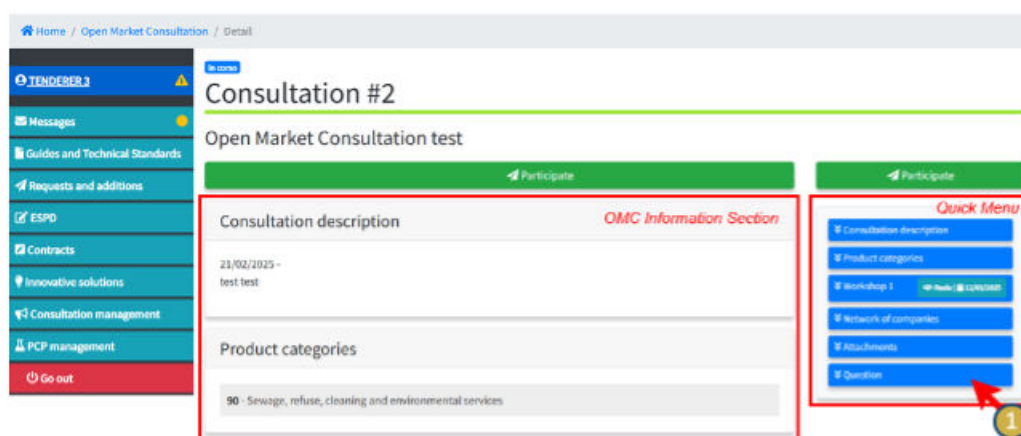 Home / Open Market Consultation / Detail
TENDERER 3
Messages
Guides and Technical Standards
Requests and additions
ESPD
Contracts
Innovative solutions
Consultation management
PCP management
Go out
In corso
Consultation #2
Open Market Consultation test
Participate
Consultation description
OMC Information Section
21/02/2025 -
test test
Product categories
90 - Sewage, refuse, cleaning and environmental services
Participate
Quick Menu
Consultation description
Product categories
Workshop 1
Network of companies
Attachments
Question
1